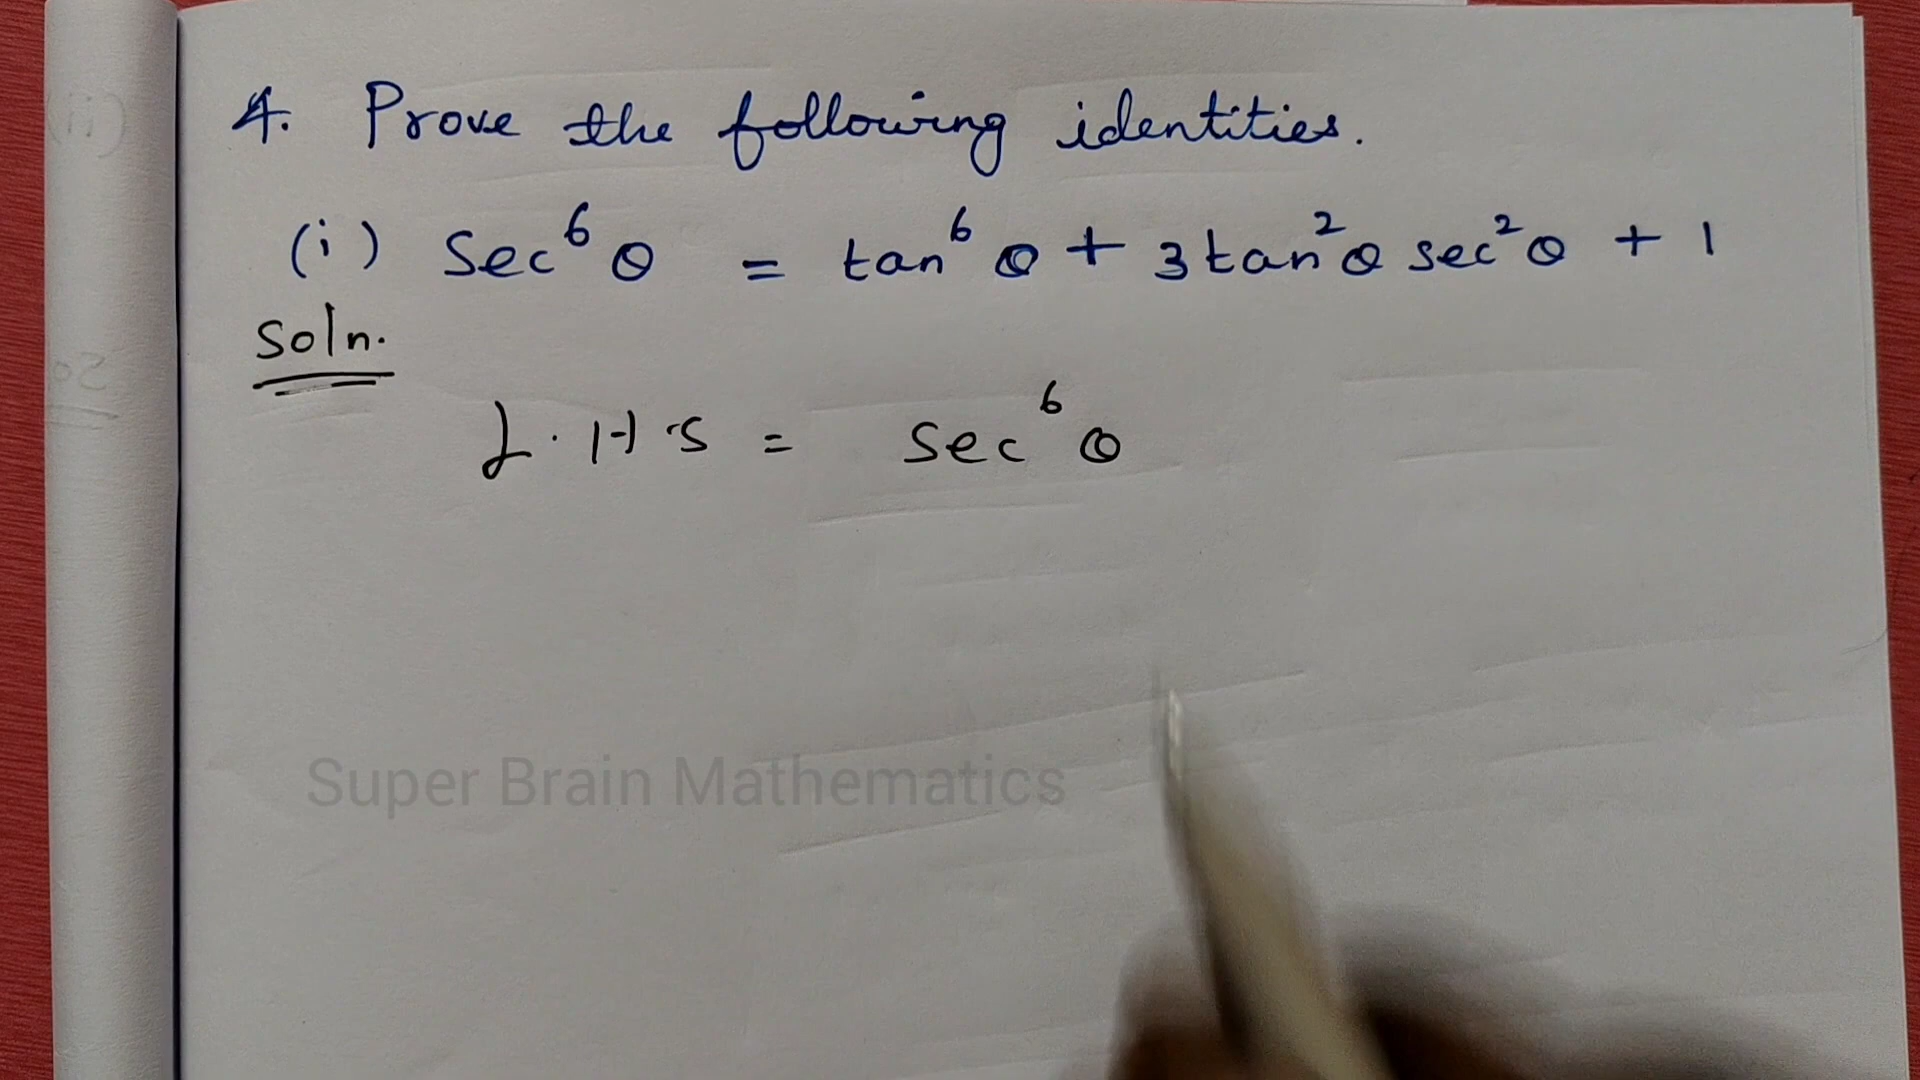 4. Prove the following identities.
(i) Sec⁶θ = tan⁶θ + 3tan²θ sec²θ + 1
Soln.
L.H.S = Sec⁶θ
Super Brain Mathematics